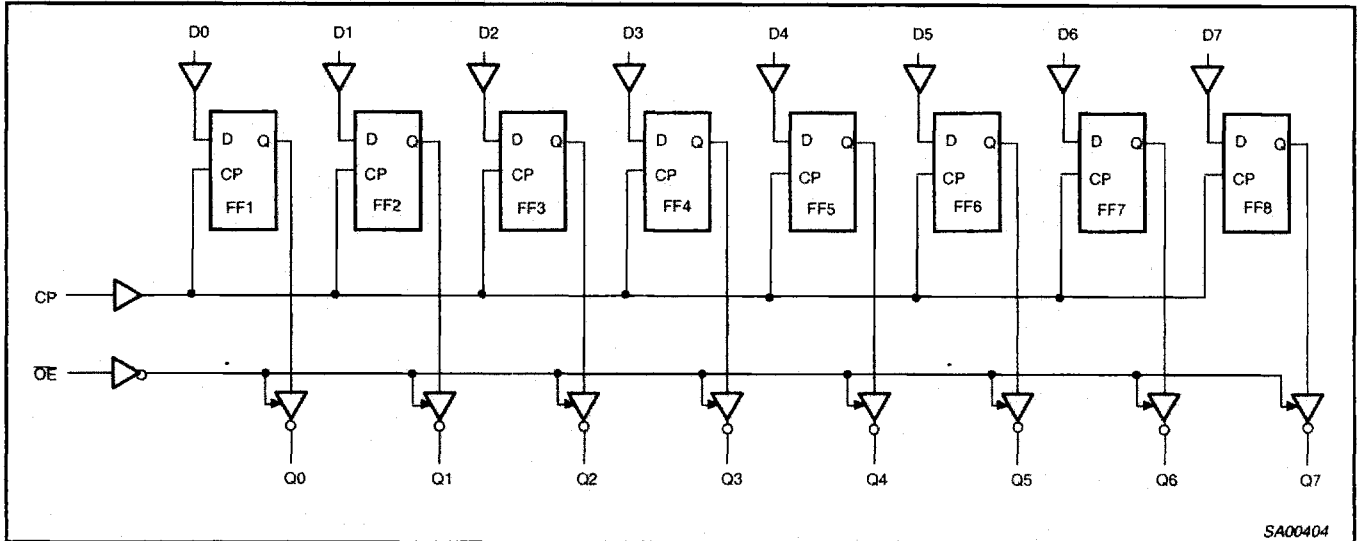 D0 D1 D2 D3 D4 D5 D6 D7
D Q D Q D Q D Q D Q D Q D Q D Q
CP CP CP CP CP CP CP CP
FF1 FF2 FF3 FF4 FF5 FF6 FF7 FF8
CP
O̅E̅
Q0 Q1 Q2 Q3 Q4 Q5 Q6 Q7
SA00404